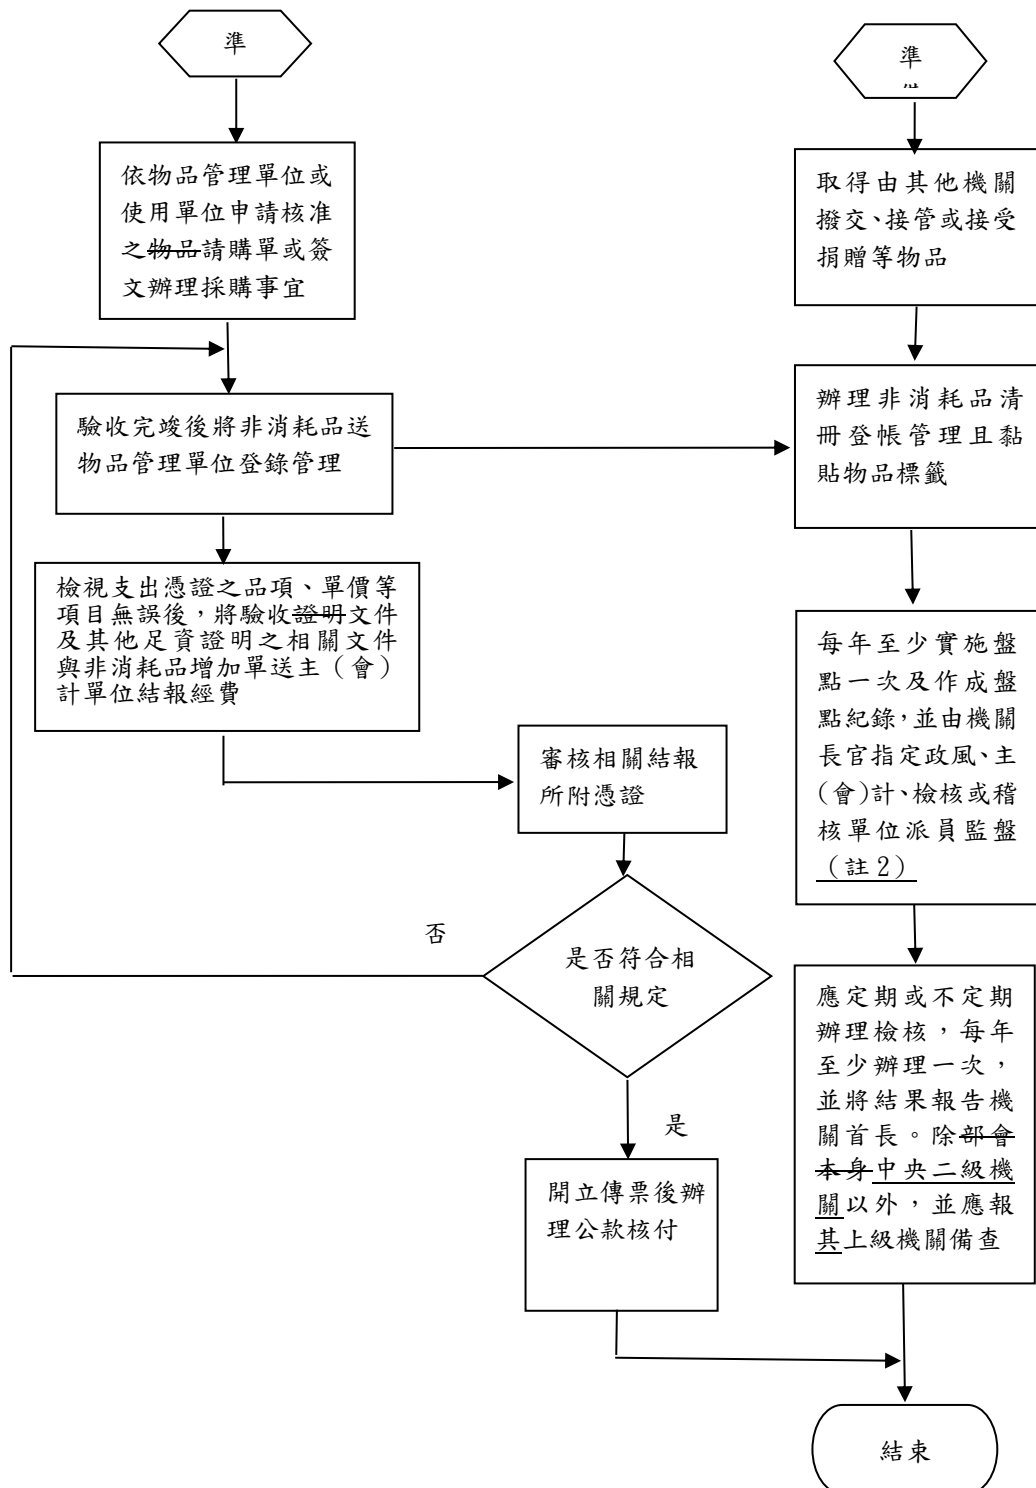 準
依物品管理單位或
使用單位申請核准
之物品請購單或簽
文辦理採購事宜
驗收完竣後將非消耗品送
物品管理單位登錄管理
檢視支出憑證之品項、單價等
項目無誤後，將驗收證明文件
及其他足資證明之相關文件
與非消耗品增加單送主（會）
計單位結報經費
審核相關結報
所附憑證
否
是否符合相
關規定
是
開立傳票後辦
理公款核付
準
取得由其他機關
撥交、接管或接受
捐贈等物品
辦理非消耗品清
冊登帳管理且黏
貼物品標籤
每年至少實施盤
點一次及作成盤
點紀錄，並由機關
長官指定政風、主
(會)計、檢核或稽
核單位派員監盤
（註2）
應定期或不定期
辦理檢核，每年
至少辦理一次，
並將結果報告機
關首長。除部會
本身中央二級機
關以外，並應報
其上級機關備查
結束